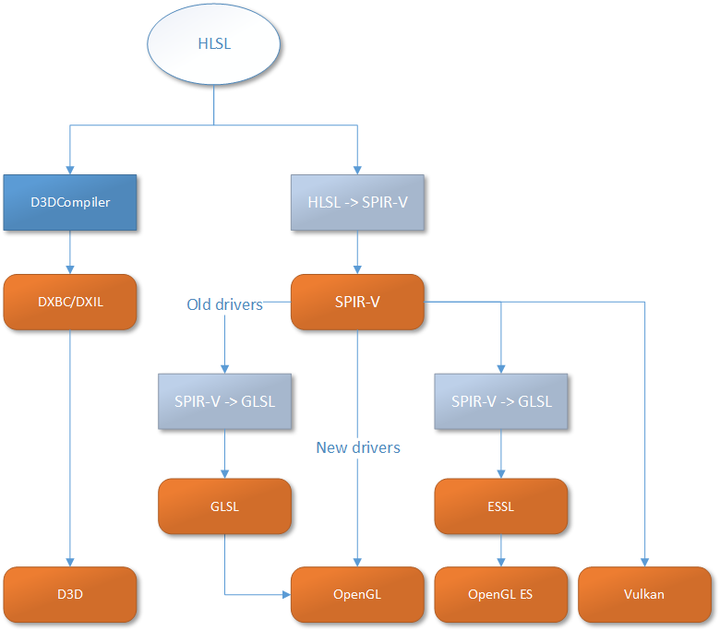 HLSL
D3DCompiler
HLSL -> SPIR-V
DXBC/DXIL
Old drivers
SPIR-V
SPIR-V -> GLSL
SPIR-V -> GLSL
New drivers
GLSL
ESSL
D3D
OpenGL
OpenGL ES
Vulkan